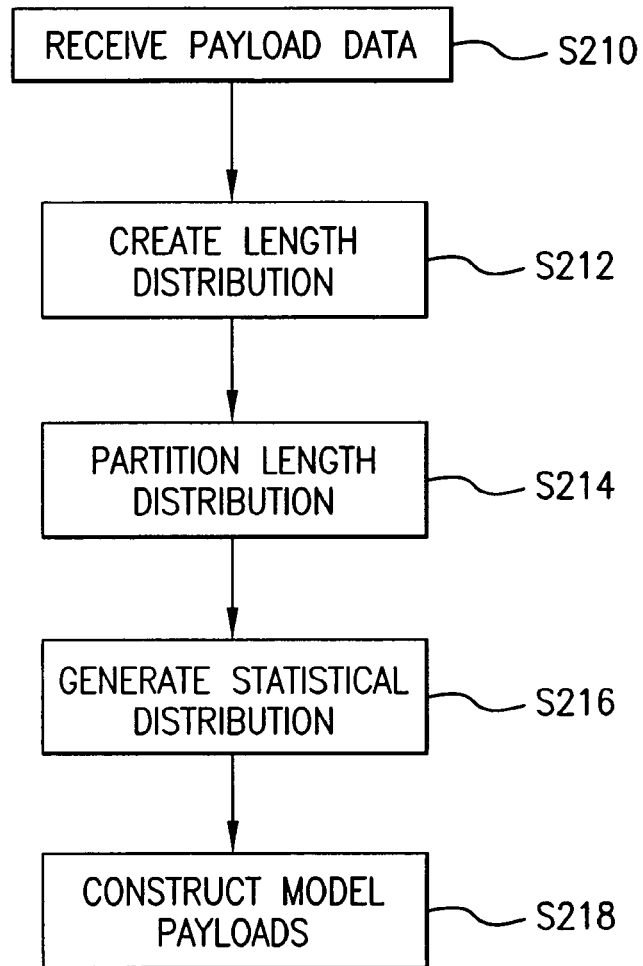 RECEIVE PAYLOAD DATA
S210
CREATE LENGTH
DISTRIBUTION
S212
PARTITION LENGTH
DISTRIBUTION
S214
GENERATE STATISTICAL
DISTRIBUTION
S216
CONSTRUCT MODEL
PAYLOADS
S218